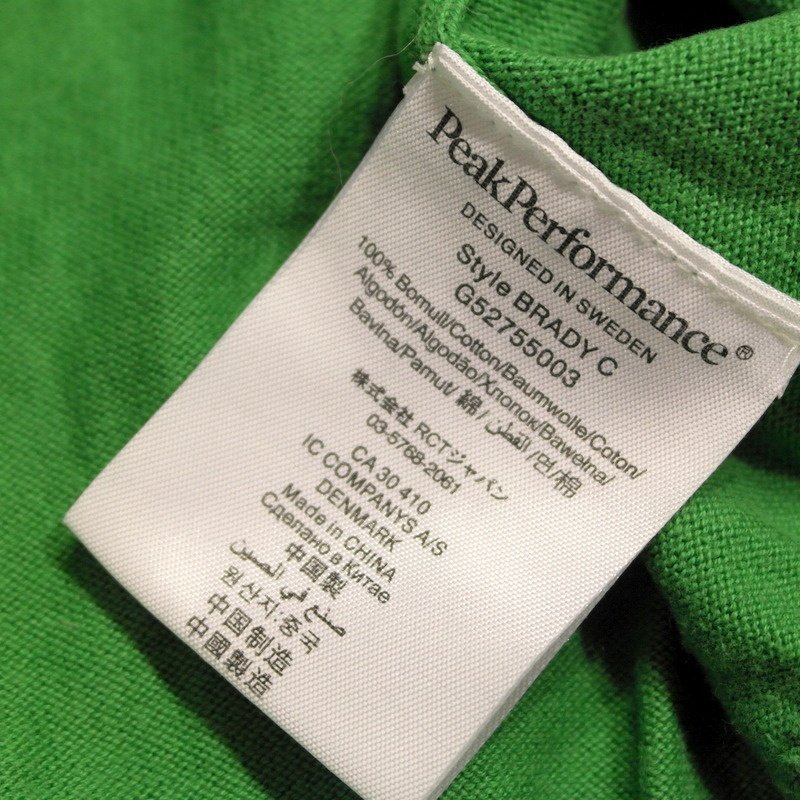 PeakPerformance®
DESIGNED IN SWEDEN
Style BRADY C
G52755003
100% Bomull/Cotton/Baumwolle/Coton/
Algodón/Algodão/Хлопок/Bawełna/
Bavlna/Pamut/ 綿 / القطن /면/棉
株式会社 RCTジャパン
03-5768-2061
CA 30 410
IC COMPANYS A/S
DENMARK
Made in CHINA
Сделано в Китае
中国製
صنع في الصين
원산지:중국
中国制造
中國製造